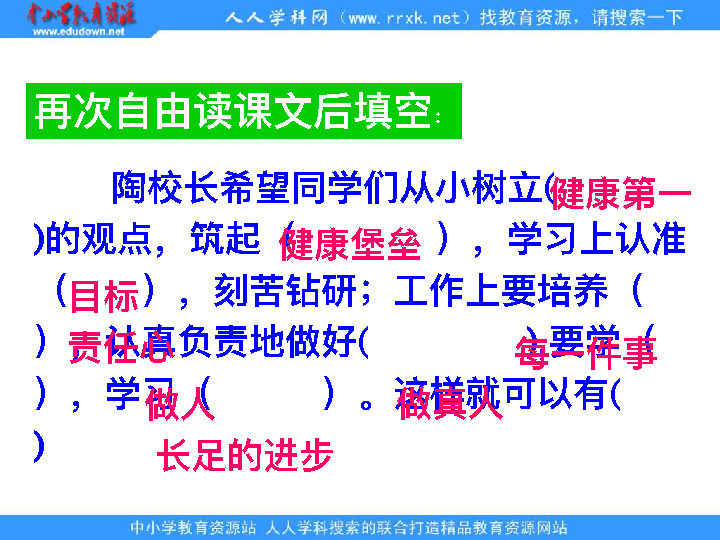 中小学教育资源
www.edudown.net
人人学科网（www.rrxk.net）找教育资源，请搜索一下
再次自由读课文后填空：
陶校长希望同学们从小树立(健康第一
)的观点，筑起（健康堡垒），学习上认准
（目标），刻苦钻研；工作上要培养（
），责任心认真负责地做好( ),要学（每一件事
），学习（做人 ）。这样就可以有(做真人
)长足的进步
中小学教育资源站 人人学科搜索的联合打造精品教育资源网站